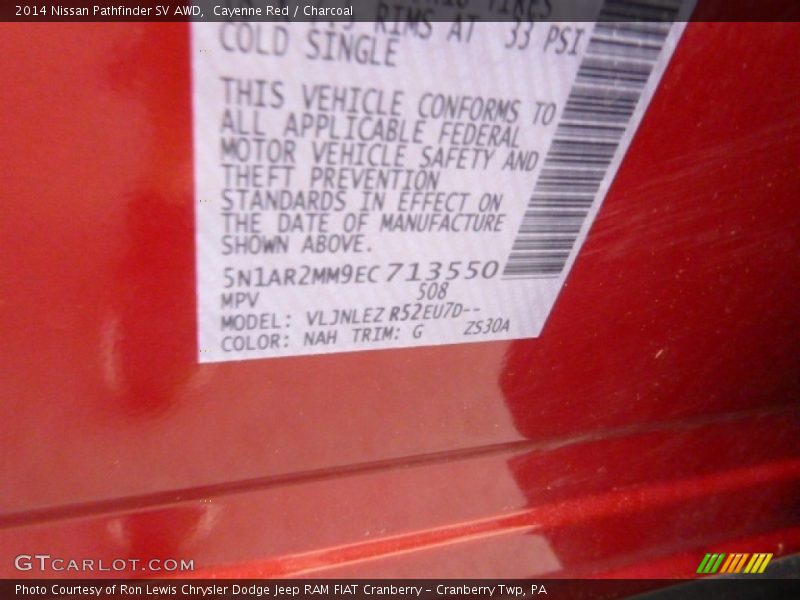 2014 Nissan Pathfinder SV AWD,  Cayenne Red / Charcoal
RIMS AT 33 PSI
COLD SINGLE
THIS VEHICLE CONFORMS TO
ALL APPLICABLE FEDERAL
MOTOR VEHICLE SAFETY AND
THEFT PREVENTION
STANDARDS IN EFFECT ON
THE DATE OF MANUFACTURE
SHOWN ABOVE.
5N1AR2MM9EC713550
MPV 508
MODEL: VLJNLEZ R52EU7D--
COLOR: NAH TRIM: G ZS30A
GTCARLOT.COM
Photo Courtesy of Ron Lewis Chrysler Dodge Jeep RAM FIAT Cranberry – Cranberry Twp, PA